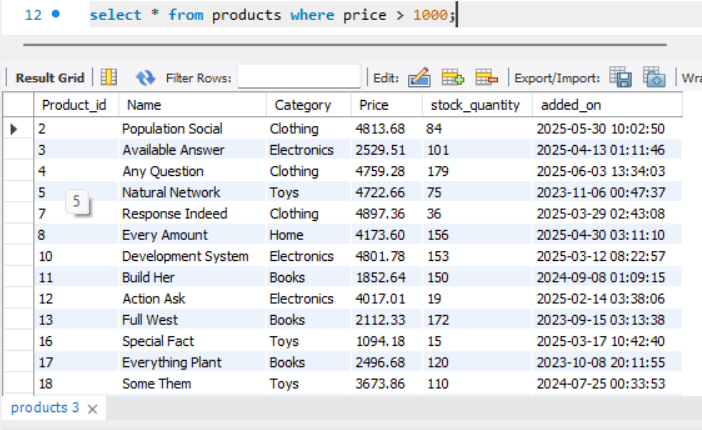 12 select * from products where price > 1000;
Result Grid Filter Rows: Edit: Export/Import: Wra
Product_id Name Category Price stock_quantity added_on
2 Population Social Clothing 4813.68 84 2025-05-30 10:02:50
3 Available Answer Electronics 2529.51 101 2025-04-13 01:11:46
4 Any Question Clothing 4759.28 179 2025-06-03 13:34:03
5 Natural Network Toys 4722.66 75 2023-11-06 00:47:37
5
7 Response Indeed Clothing 4897.36 36 2025-03-29 02:43:08
8 Every Amount Home 4173.60 156 2025-04-30 03:11:10
10 Development System Electronics 4801.78 153 2025-03-12 08:22:57
11 Build Her Books 1852.64 150 2024-09-08 01:09:15
12 Action Ask Electronics 4017.01 19 2025-02-14 03:38:06
13 Full West Books 2112.33 172 2023-09-15 03:13:38
16 Special Fact Toys 1094.18 15 2025-03-17 10:42:40
17 Everything Plant Books 2496.68 120 2023-10-08 20:11:55
18 Some Them Toys 3673.86 110 2024-07-25 00:33:53
products 3